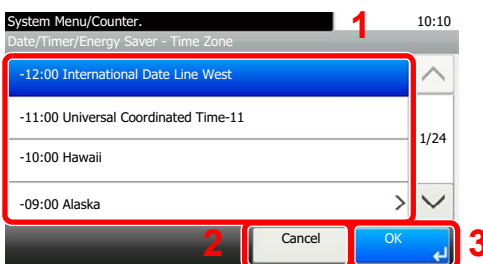 System Menu/Counter. 1 10:10
Date/Timer/Energy Saver - Time Zone
-12:00 International Date Line West
-11:00 Universal Coordinated Time-11
1/24
-10:00 Hawaii
-09:00 Alaska >
2 Cancel OK 3